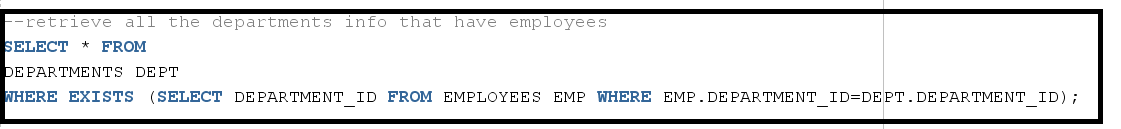 --retrieve all the departments info that have employees
SELECT * FROM
DEPARTMENTS DEPT
WHERE EXISTS (SELECT DEPARTMENT_ID FROM EMPLOYEES EMP WHERE EMP.DEPARTMENT_ID=DEPT.DEPARTMENT_ID);